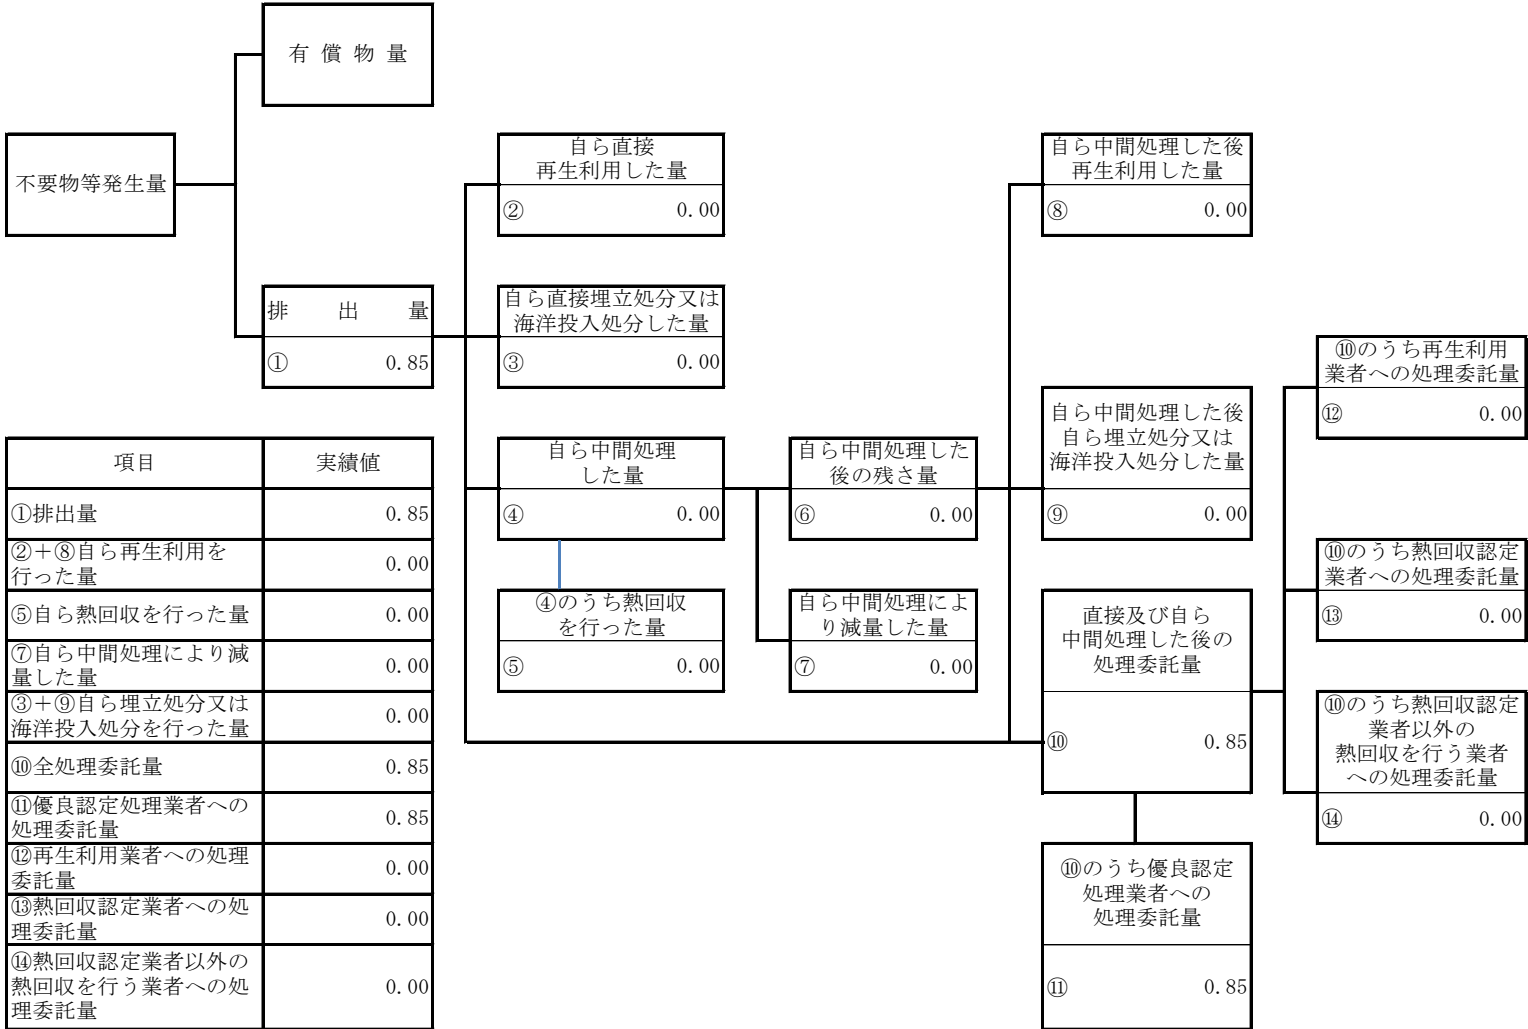 有 償 物 量
不要物等発生量
自ら直接
再生利用した量
② 0.00
自ら中間処理した後
再生利用した量
⑧ 0.00
排 出 量
① 0.85
自ら直接埋立処分又は
海洋投入処分した量
③ 0.00
⑩のうち再生利用
業者への処理委託量
⑫ 0.00
自ら中間処理した後
自ら埋立処分又は
海洋投入処分した量
⑨ 0.00
自ら中間処理
した量
④ 0.00
自ら中間処理した
後の残さ量
⑥ 0.00
⑩のうち熱回収認定
業者への処理委託量
⑬ 0.00
④のうち熱回収
を行った量
⑤ 0.00
自ら中間処理によ
り減量した量
⑦ 0.00
直接及び自ら
中間処理した後の
処理委託量
⑩ 0.85
⑩のうち熱回収認定
業者以外の
熱回収を行う業者
への処理委託量
⑭ 0.00
⑩のうち優良認定
処理業者への
処理委託量
⑪ 0.85
項目 実績値
①排出量 0.85
②＋⑧自ら再生利用を
行った量 0.00
⑤自ら熱回収を行った量 0.00
⑦自ら中間処理により減
量した量 0.00
③＋⑨自ら埋立処分又は
海洋投入処分を行った量 0.00
⑩全処理委託量 0.85
⑪優良認定処理業者への
処理委託量 0.85
⑫再生利用業者への処理
委託量 0.00
⑬熱回収認定業者への処
理委託量 0.00
⑭熱回収認定業者以外の
熱回収を行う業者への処
理委託量 0.00